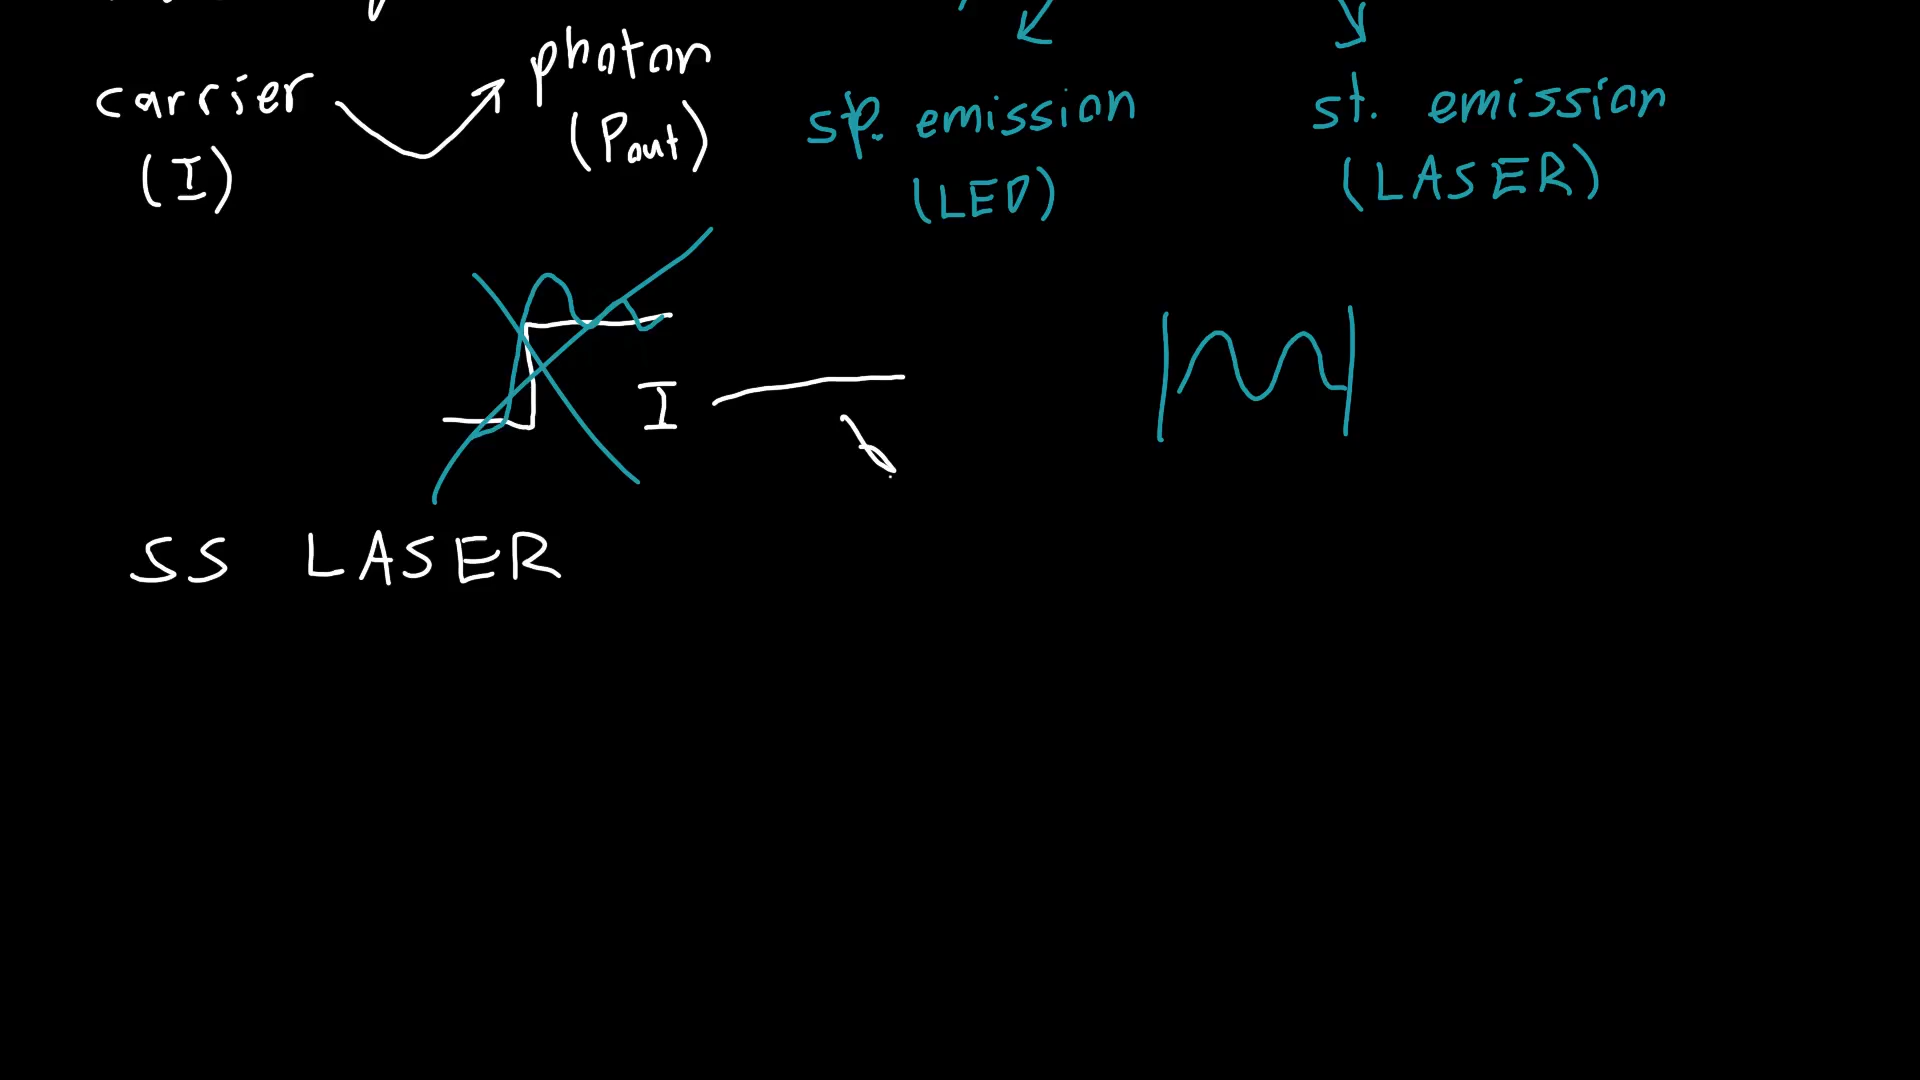 carrier
(I)
photon
(Pout)
sp. emission
(LED)
st. emission
(LASER)
I
SS LASER